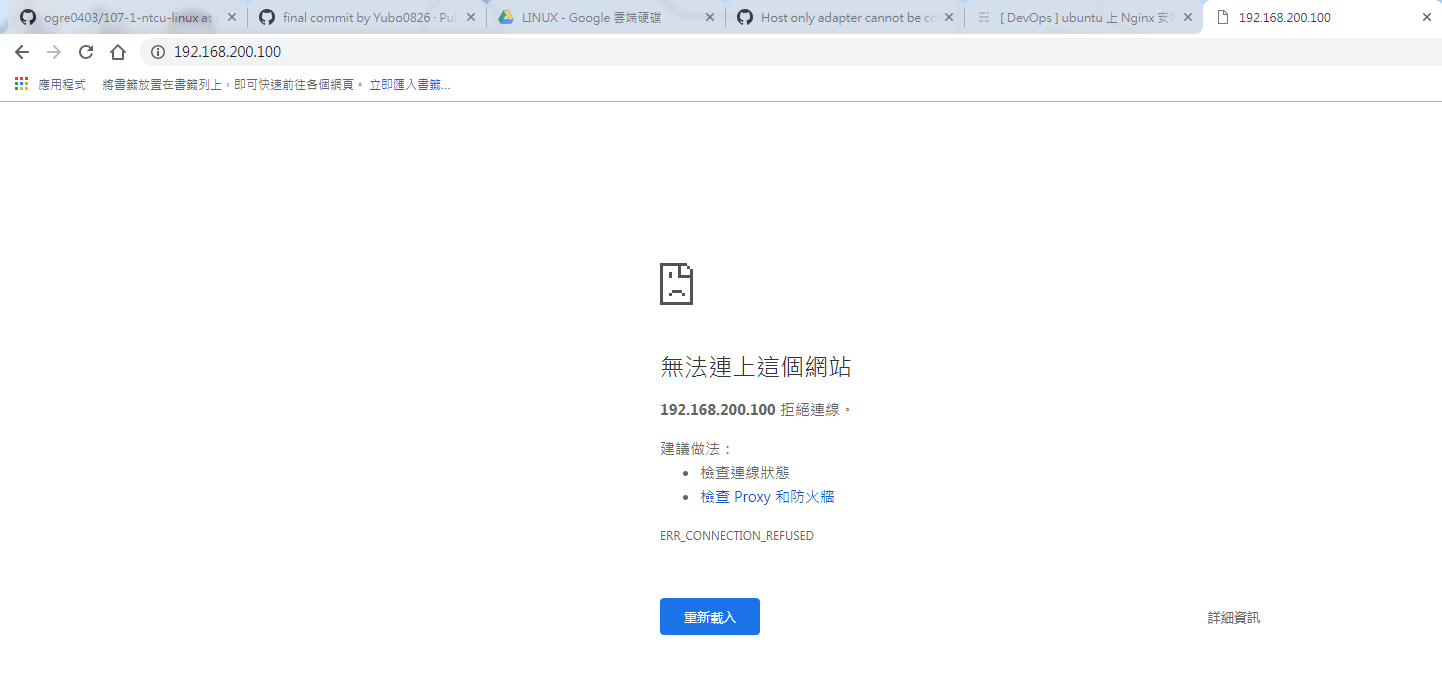 ogre0403/107-1-ntcu-linux at
final commit by Yubo0826 · Pul
LINUX - Google 雲端硬碟
Host only adapter cannot be co
[ DevOps ] ubuntu 上 Nginx 安
192.168.200.100
192.168.200.100
應用程式 將書籤放置在書籤列上，即可快速前往各個網頁。 立即匯入書籤...
無法連上這個網站
192.168.200.100 拒絕連線。
建議做法：
• 檢查連線狀態
• 檢查 Proxy 和防火牆
ERR_CONNECTION_REFUSED
重新載入 詳細資訊